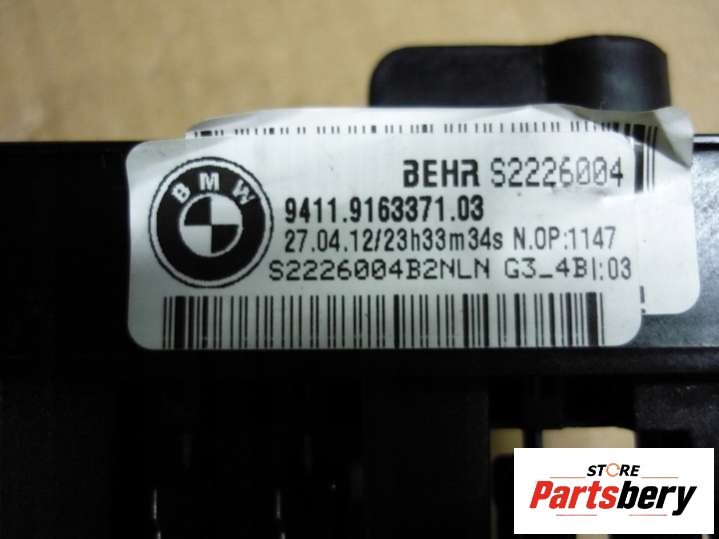 BMW
BEHR S2226004
9411.9163371.03
27.04.12/23h33m34s N.OP:1147
S2226004B2NLN G3_4BI:03
STORE
Partsbery